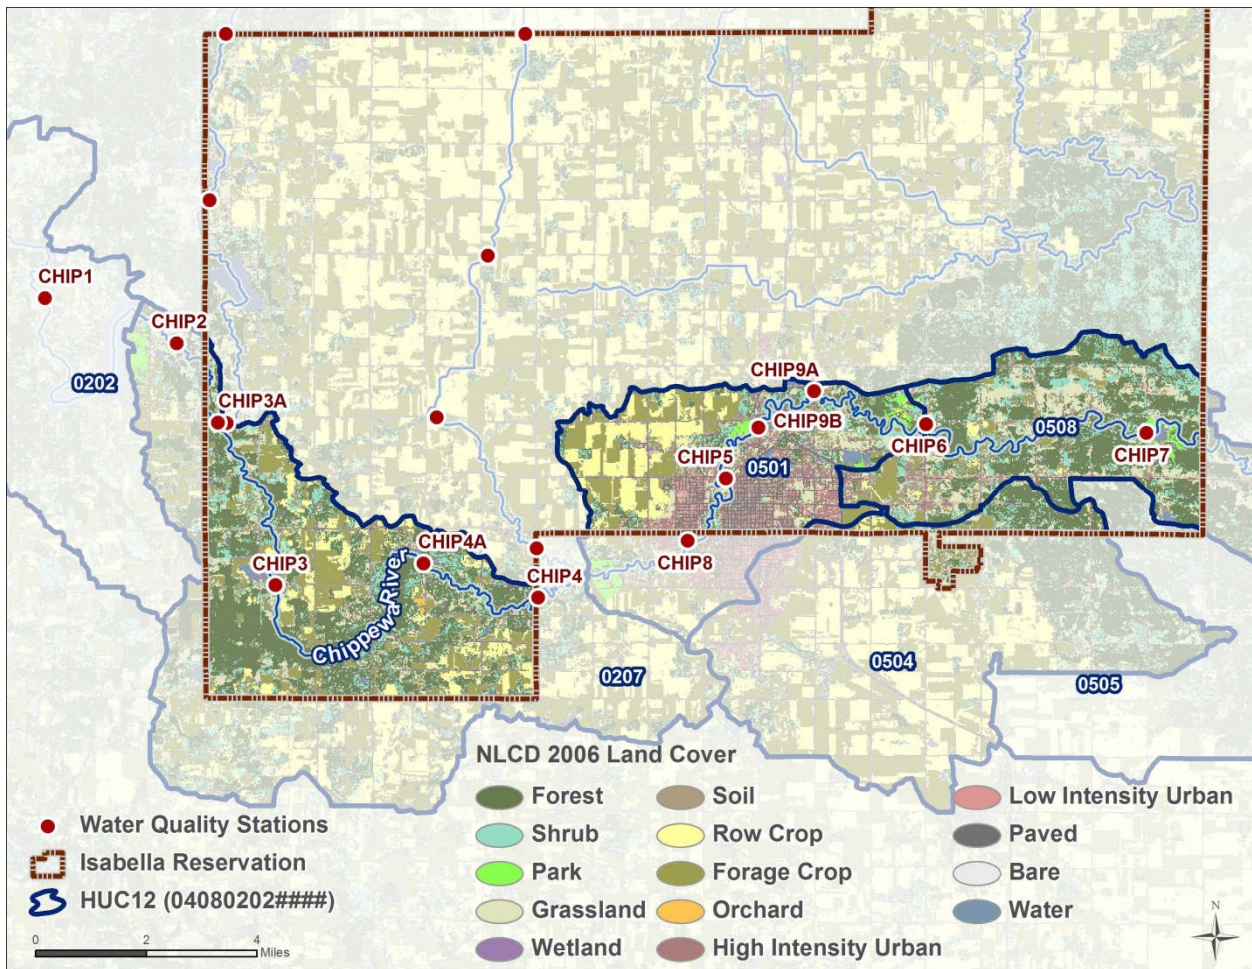 CHIP1
CHIP2
0202
CHIP3A
CHIP9A
CHIP9B
CHIP6
0508
CHIP7
CHIP5
0501
CHIP4A
CHIP3
CHIP4
CHIP8
Chippewa River
0207
0504
0505
NLCD 2006 Land Cover
Forest
Shrub
Park
Grassland
Wetland
Soil
Row Crop
Forage Crop
Orchard
High Intensity Urban
Low Intensity Urban
Paved
Bare
Water
Water Quality Stations
Isabella Reservation
HUC12 (04080202####)
0 2 4
Miles
N